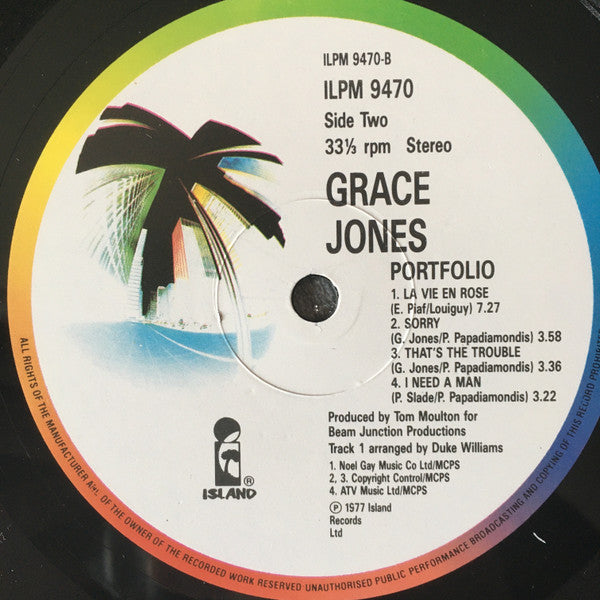 ILPM 9470-B
ILPM 9470
Side Two
33⅓ rpm Stereo
GRACE
JONES
PORTFOLIO
1. LA VIE EN ROSE
(E. Piaf/Louiguy) 7.27
2. SORRY
(G. Jones/P. Papadiamondis) 3.58
3. THAT'S THE TROUBLE
(G. Jones/P. Papadiamondis) 3.36
4. I NEED A MAN
(P. Slade/P. Papadiamondis) 3.22
Produced by Tom Moulton for
Beam Junction Productions
Track 1 arranged by Duke Williams
1. Noel Gay Music Co Ltd/MCPS
2, 3. Copyright Control/MCPS
4. ATV Music Ltd/MCPS
Ⓟ 1977 Island
Records
Ltd
®
ISLAND
ALL RIGHTS OF THE MANUFACTURER AND OF THE OWNER OF THE RECORDED WORK RESERVED UNAUTHORISED PUBLIC PERFORMANCE BROADCASTING AND COPYING OF THIS RECORD PROHIBITED